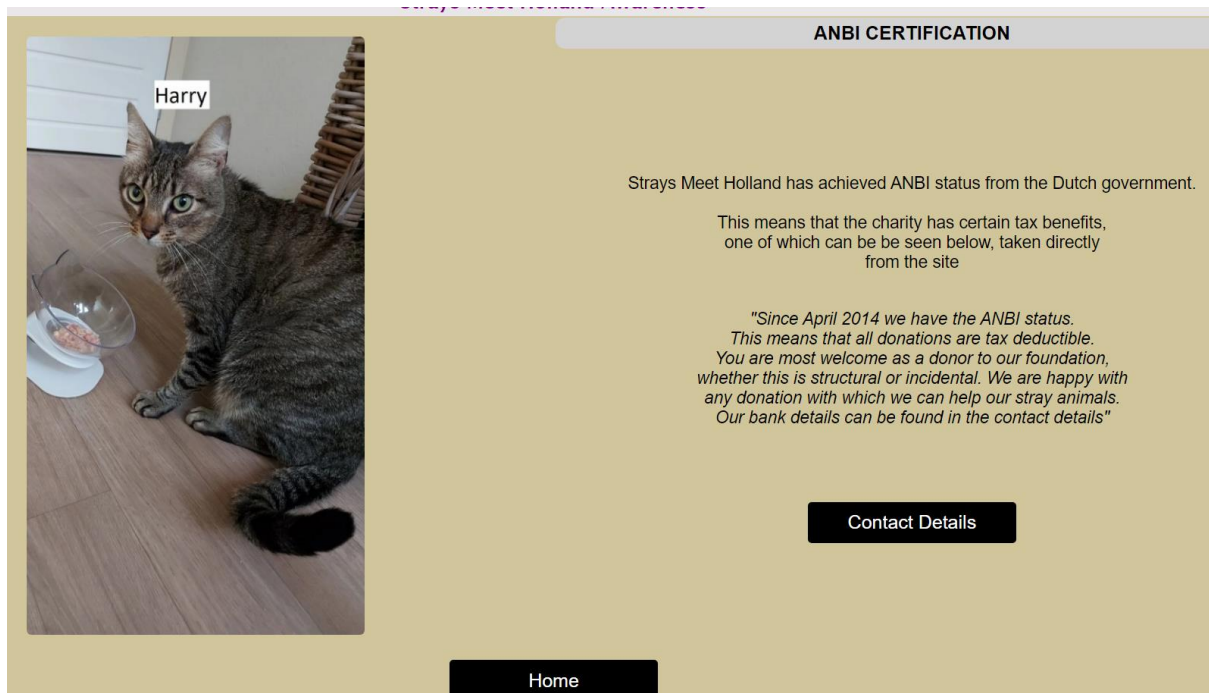 Strays Meet Holland Awareness
ANBI CERTIFICATION
Harry
Strays Meet Holland has achieved ANBI status from the Dutch government.
This means that the charity has certain tax benefits,
one of which can be be seen below, taken directly
from the site
"Since April 2014 we have the ANBI status.
This means that all donations are tax deductible.
You are most welcome as a donor to our foundation,
whether this is structural or incidental. We are happy with
any donation with which we can help our stray animals.
Our bank details can be found in the contact details"
Contact Details
Home